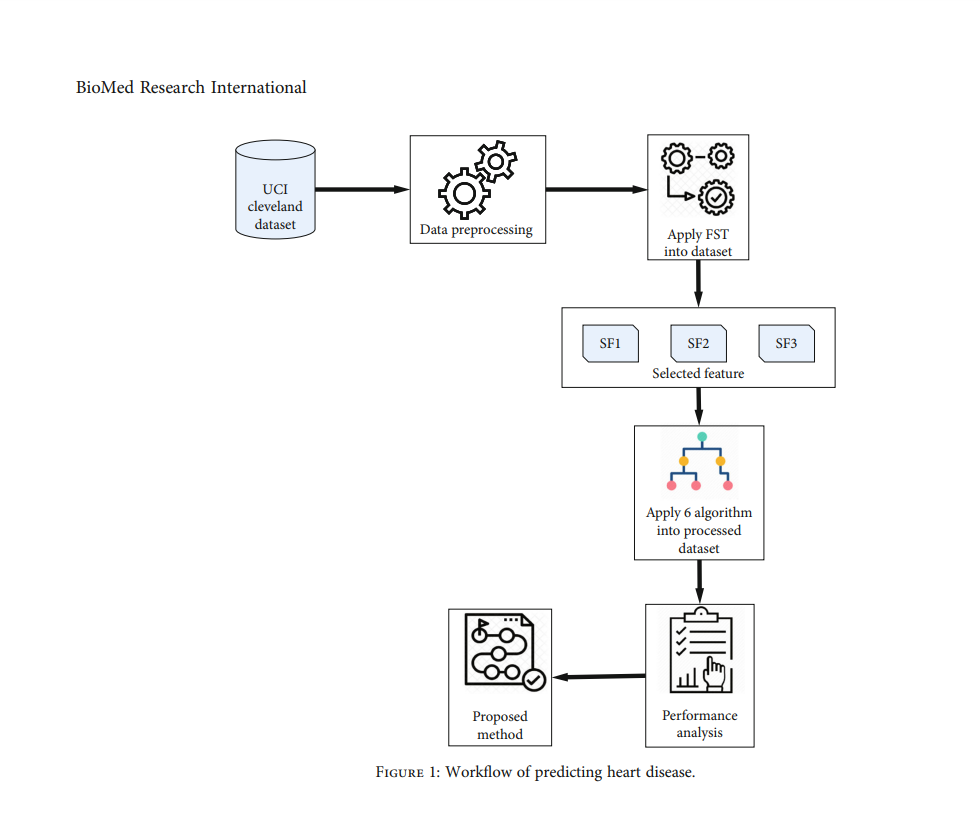 BioMed Research International
UCI
cleveland
dataset
Data preprocessing
Apply FST
into dataset
SF1
SF2
SF3
Selected feature
Apply 6 algorithm
into processed
dataset
Performance
analysis
Proposed
method
FIGURE 1: Workflow of predicting heart disease.